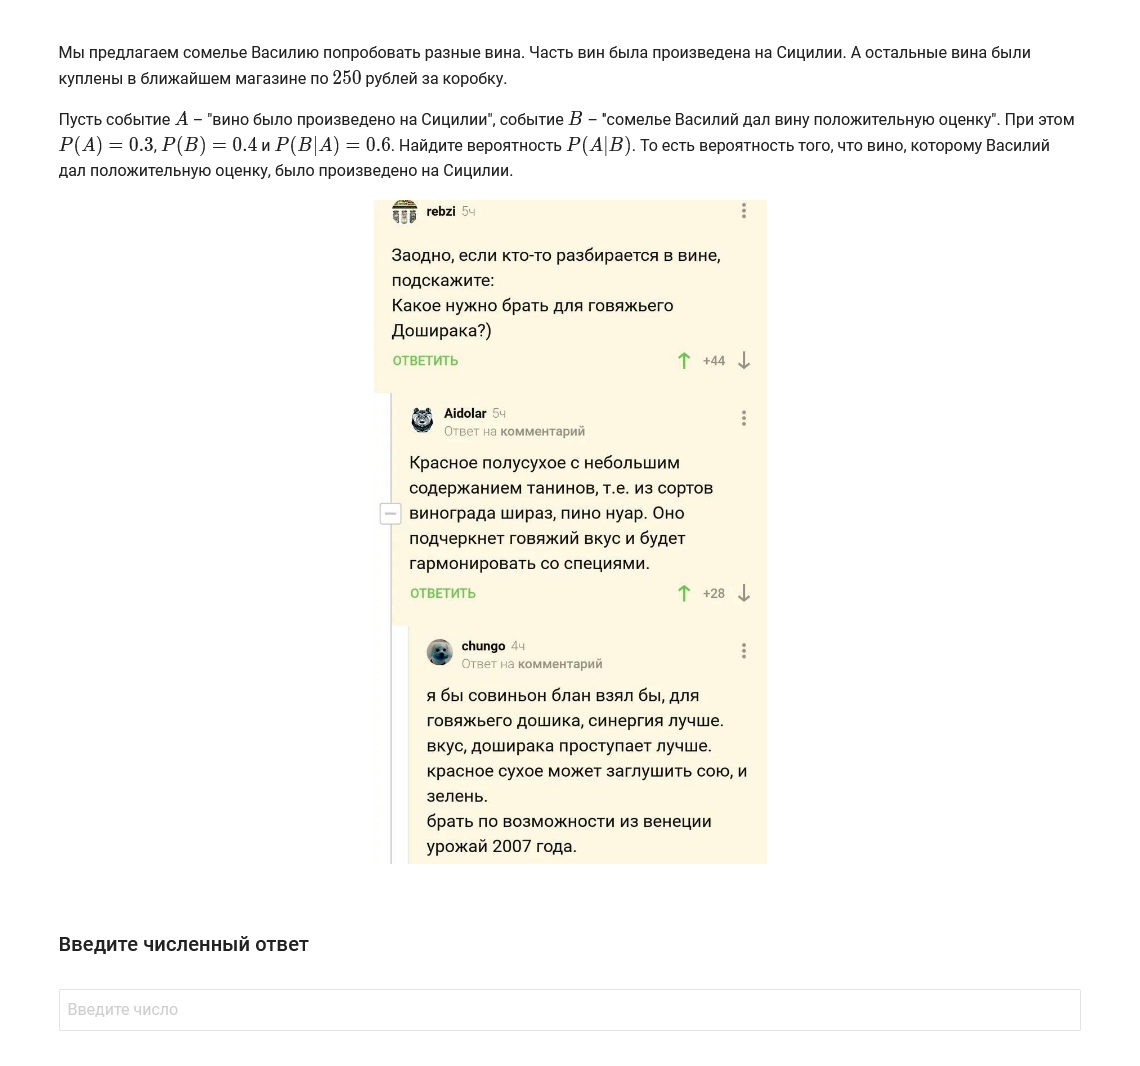 Мы предлагаем сомелье Василию попробовать разные вина. Часть вин была произведена на Сицилии. А остальные вина были
куплены в ближайшем магазине по 250 рублей за коробку.
Пусть событие A – "вино было произведено на Сицилии", событие B – "сомелье Василий дал вину положительную оценку". При этом
P(A) = 0.3, P(B) = 0.4 и P(B|A) = 0.6. Найдите вероятность P(A|B). То есть вероятность того, что вино, которому Василий
дал положительную оценку, было произведено на Сицилии.
rebzi 5ч
Заодно, если кто-то разбирается в вине,
подскажите:
Какое нужно брать для говяжьего
Доширака?)
ОТВЕТИТЬ +44
Aidolar 5ч
Ответ на комментарий
Красное полусухое с небольшим
содержанием танинов, т.е. из сортов
винограда шираз, пино нуар. Оно
подчеркнет говяжий вкус и будет
гармонировать со специями.
ОТВЕТИТЬ +28
chungo 4ч
Ответ на комментарий
я бы совиньон блан взял бы, для
говяжьего дошика, синергия лучше.
вкус, доширака проступает лучше.
красное сухое может заглушить сою, и
зелень.
брать по возможности из венеции
урожай 2007 года.
Введите численный ответ
Введите число